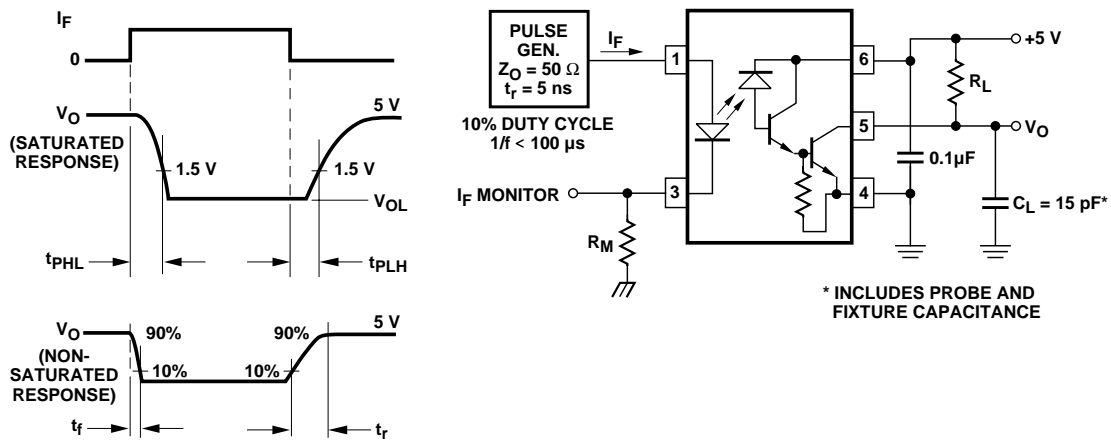 I_F
0
V_O
(SATURATED
RESPONSE)
5 V
1.5 V
1.5 V
V_OL
t_PHL
t_PLH
V_O
(NON-
SATURATED
RESPONSE)
90%
90%
5 V
10%
10%
t_f
t_r
PULSE
GEN.
Z_O = 50 Ω
t_r = 5 ns
I_F
10% DUTY CYCLE
1/f < 100 µs
I_F MONITOR
R_M
1
3
6
5
4
+5 V
R_L
V_O
0.1µF
C_L = 15 pF*
* INCLUDES PROBE AND
FIXTURE CAPACITANCE